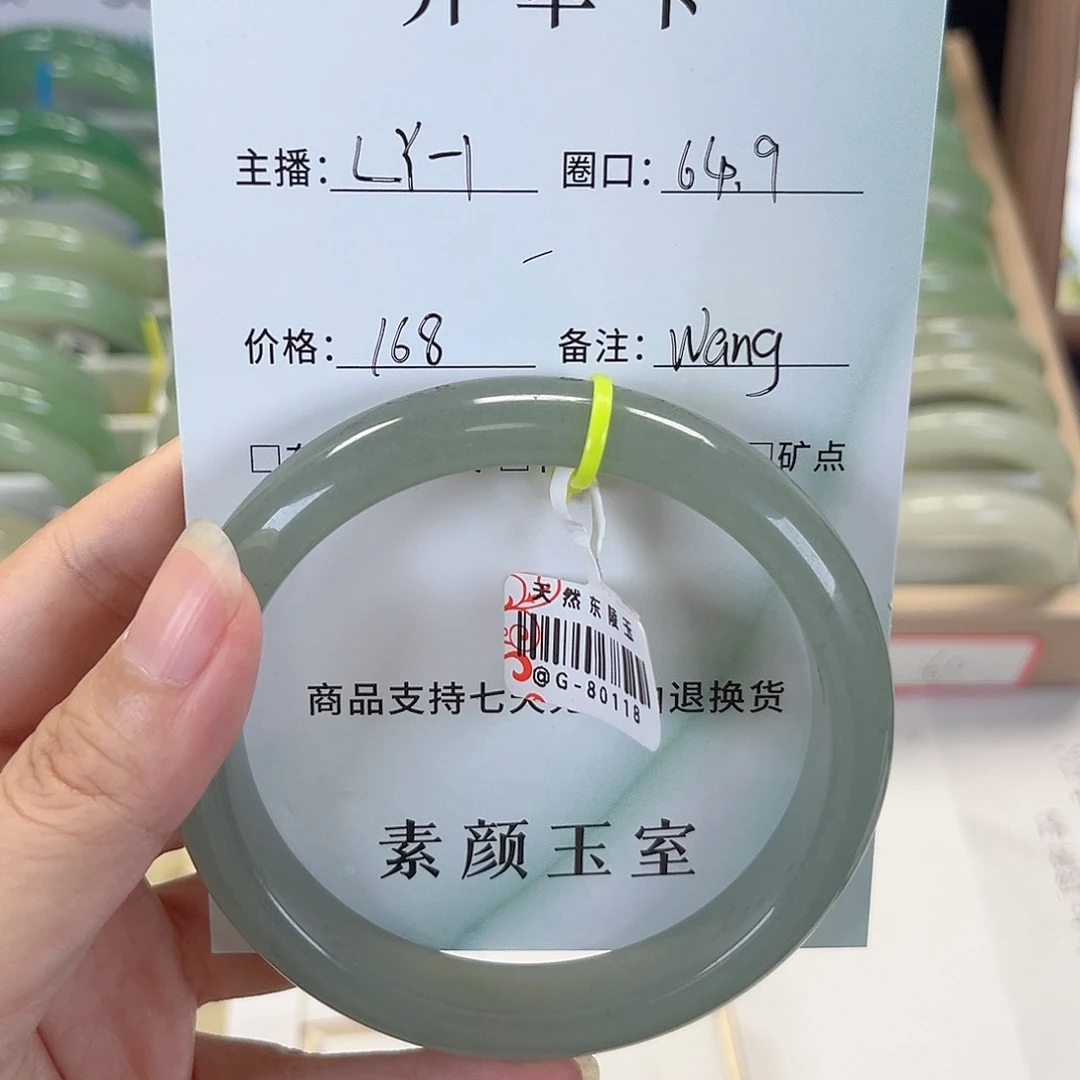 主播： LY-1 圈口： 64.9
价格： 168 备注： Wang
矿点
天然东陵玉
@G-80118
商品支持七天 退换货
素颜玉室